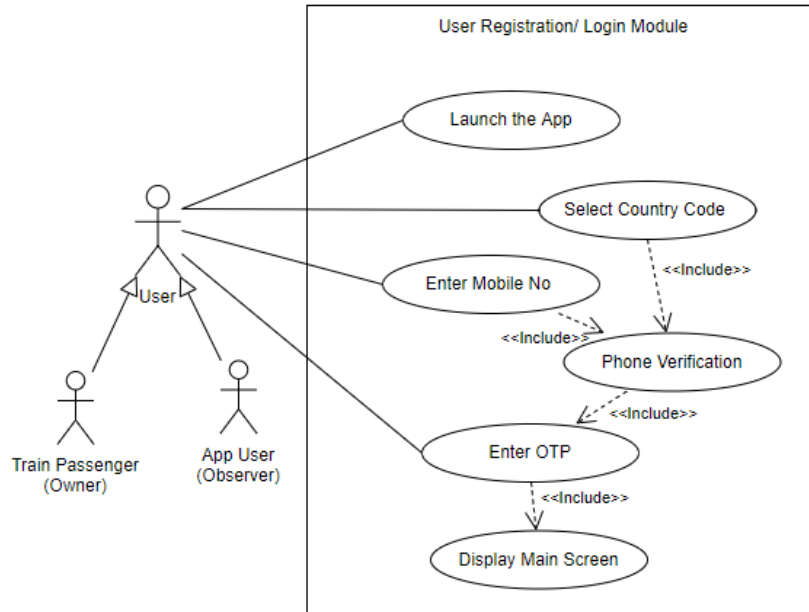 User Registration/ Login Module
Launch the App
Select Country Code
<<Include>>
Enter Mobile No
User
<<Include>>
Phone Verification
<<Include>>
App User
(Observer)
Train Passenger
(Owner)
Enter OTP
<<Include>>
Display Main Screen